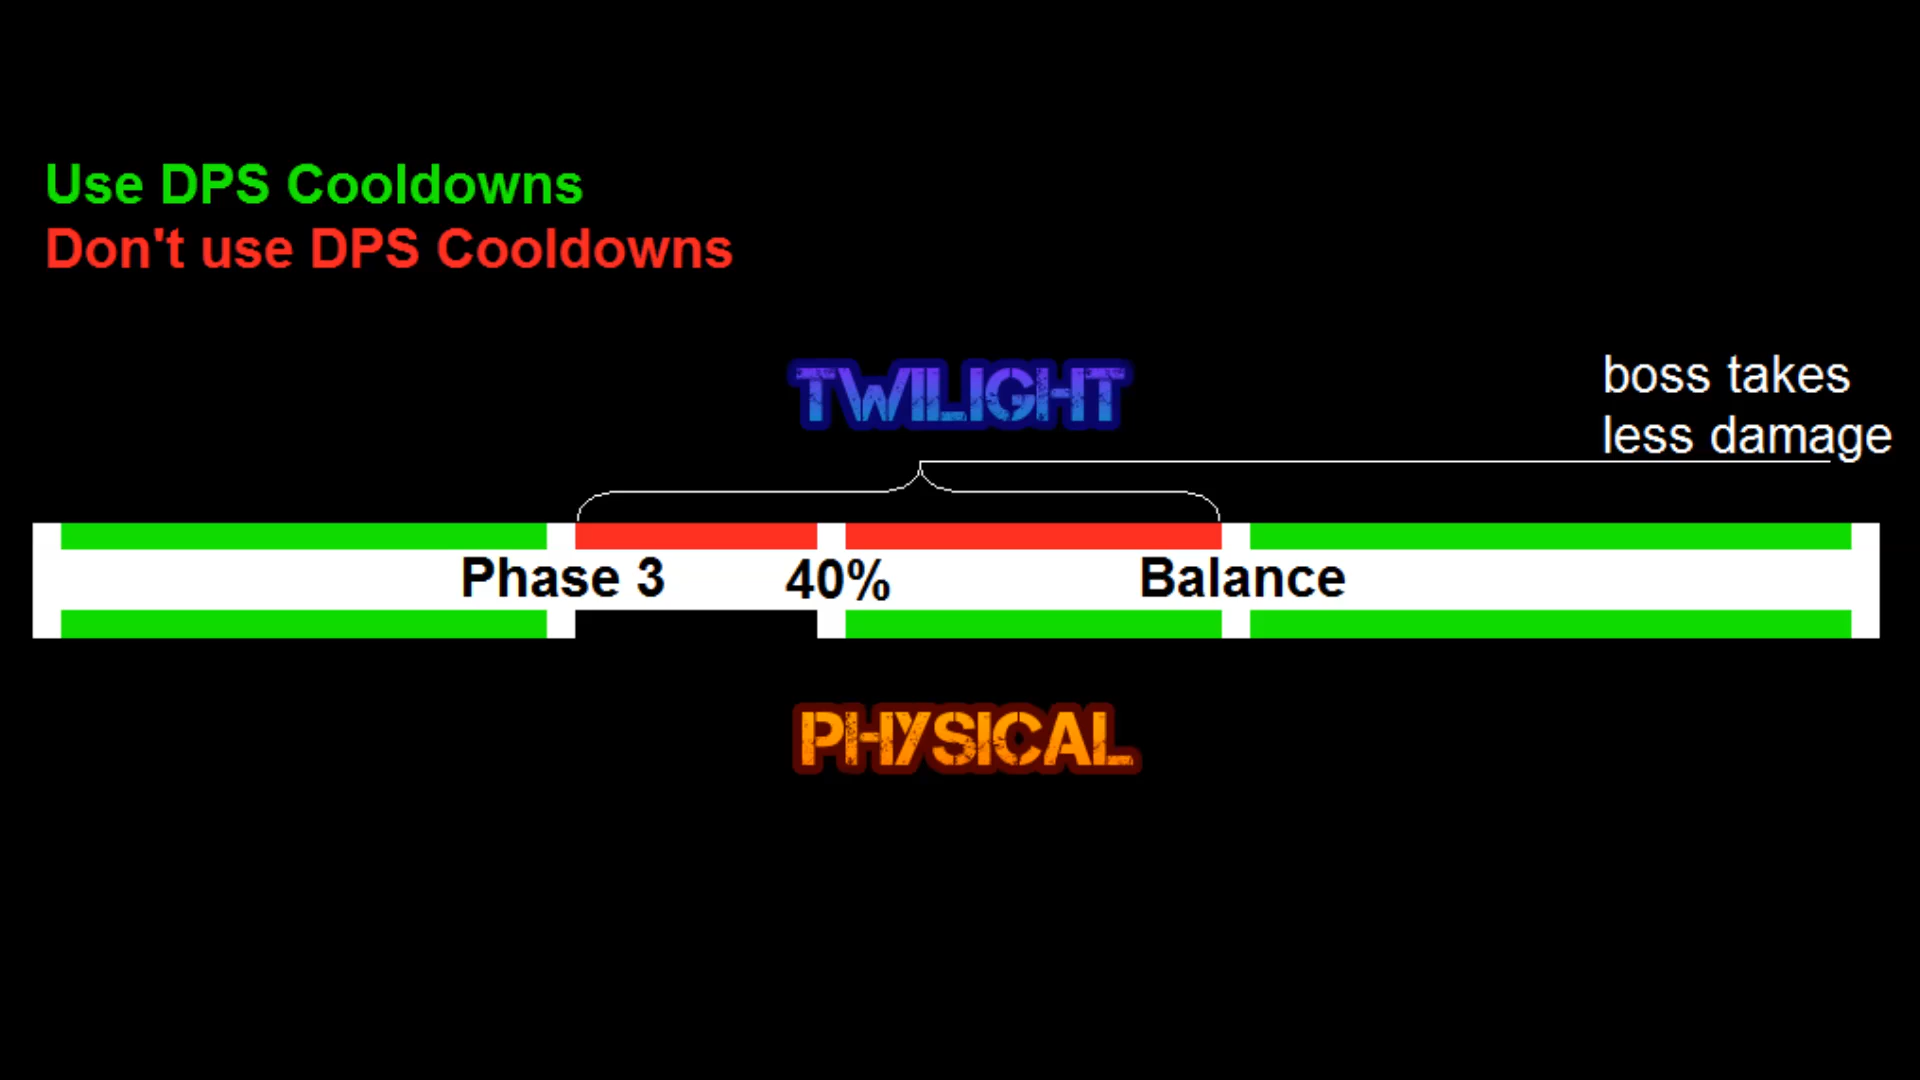 Use DPS Cooldowns
Don't use DPS Cooldowns
TWILIGHT
boss takes
less damage
Phase 3
40%
Balance
PHYSICAL